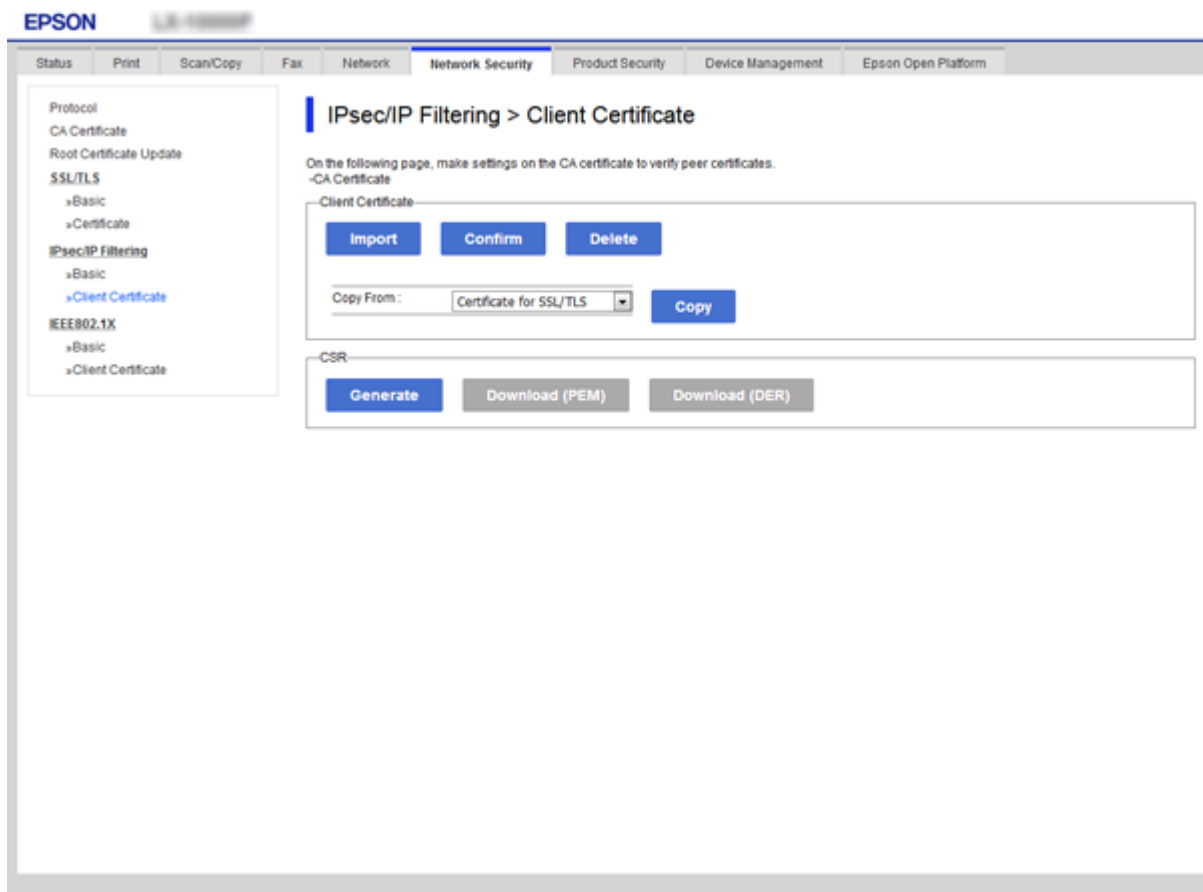 EPSON
Status Print Scan/Copy Fax Network Network Security Product Security Device Management Epson Open Platform
Protocol
CA Certificate
Root Certificate Update
SSL/TLS
»Basic
»Certificate
IPsec/IP Filtering
»Basic
»Client Certificate
IEEE802.1X
»Basic
»Client Certificate
IPsec/IP Filtering > Client Certificate
On the following page, make settings on the CA certificate to verify peer certificates.
-CA Certificate
Client Certificate
Import Confirm Delete
Copy From : Certificate for SSL/TLS Copy
CSR
Generate Download (PEM) Download (DER)